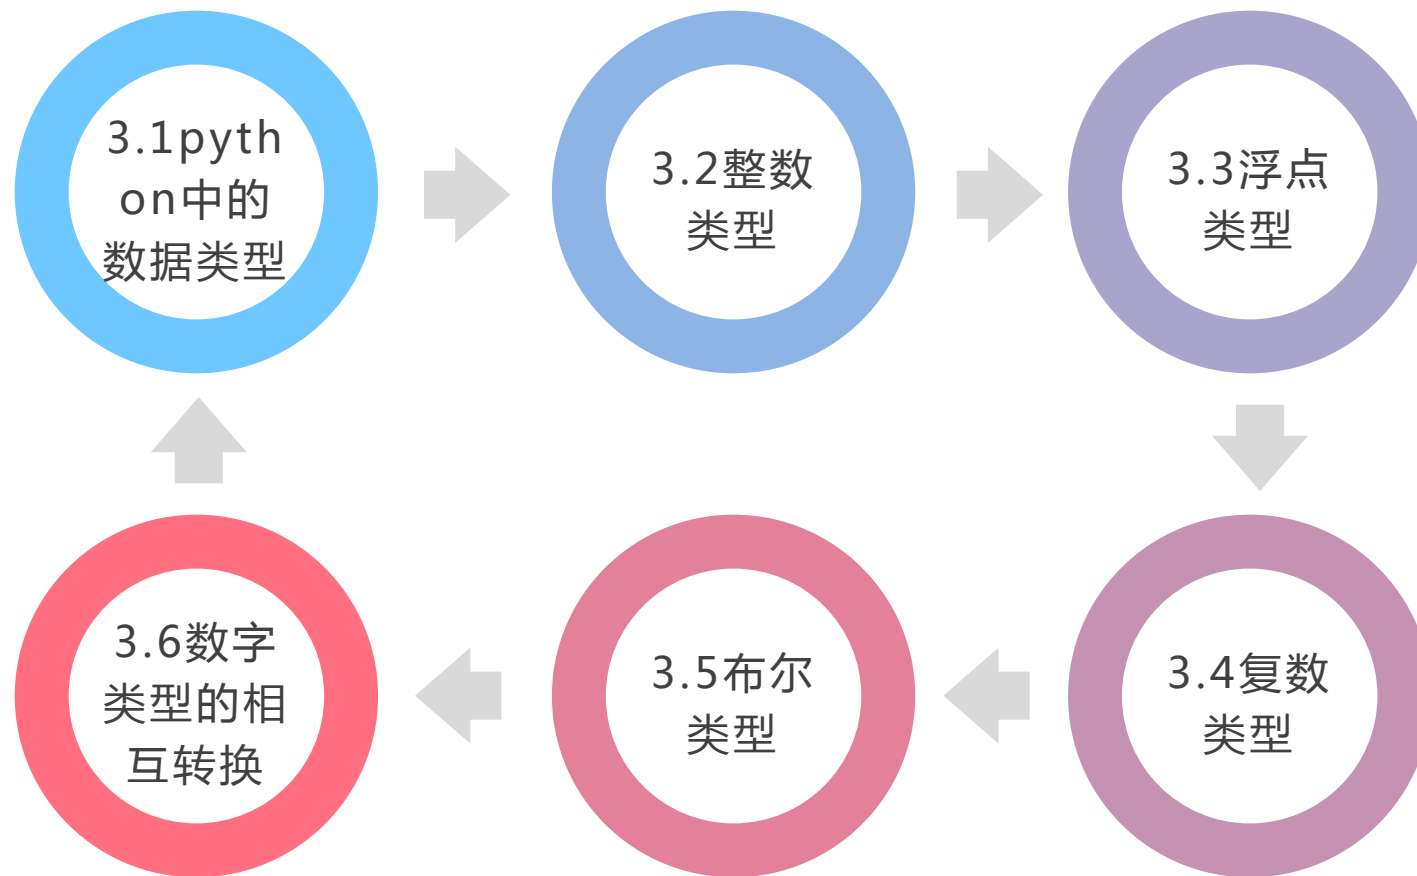 3.1pyth
on中的
数据类型
3.2整数
类型
3.3浮点
类型
3.4复数
类型
3.5布尔
类型
3.6数字
类型的相
互转换